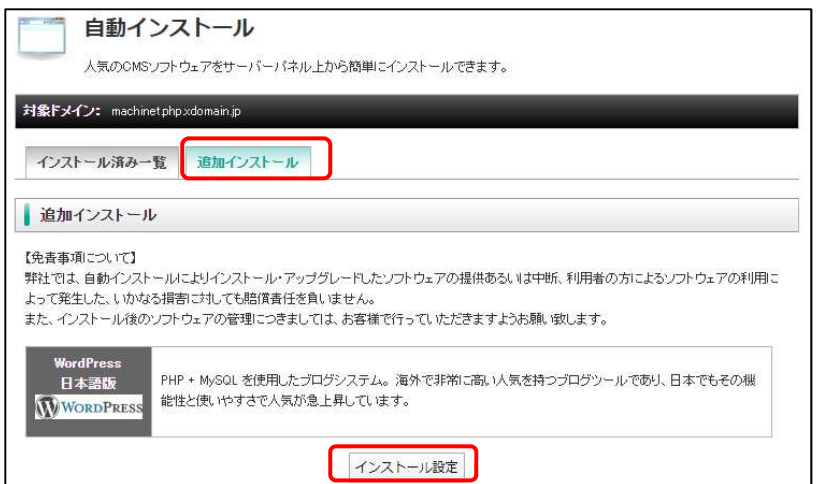 自動インストール
人気のCMSソフトウェアをサーバーパネル上から簡単にインストールできます。
対象ドメイン： machinet.php.xdomain.jp
インストール済み一覧
追加インストール
追加インストール
【免責事項について】
弊社では、自動インストールによりインストール・アップグレードしたソフトウェアの提供あるいは中断、利用者の方によるソフトウェアの利用に
よって発生した、いかなる損害に対しても賠償責任を負いません。
また、インストール後のソフトウェアの管理につきましては、お客様で行っていただきますようお願い致します。
WordPress
日本語版
WORDPRESS
PHP + MySQL を使用したブログシステム。海外で非常に高い人気を持つブログツールであり、日本でもその機
能性と使いやすさで人気が急上昇しています。
インストール設定